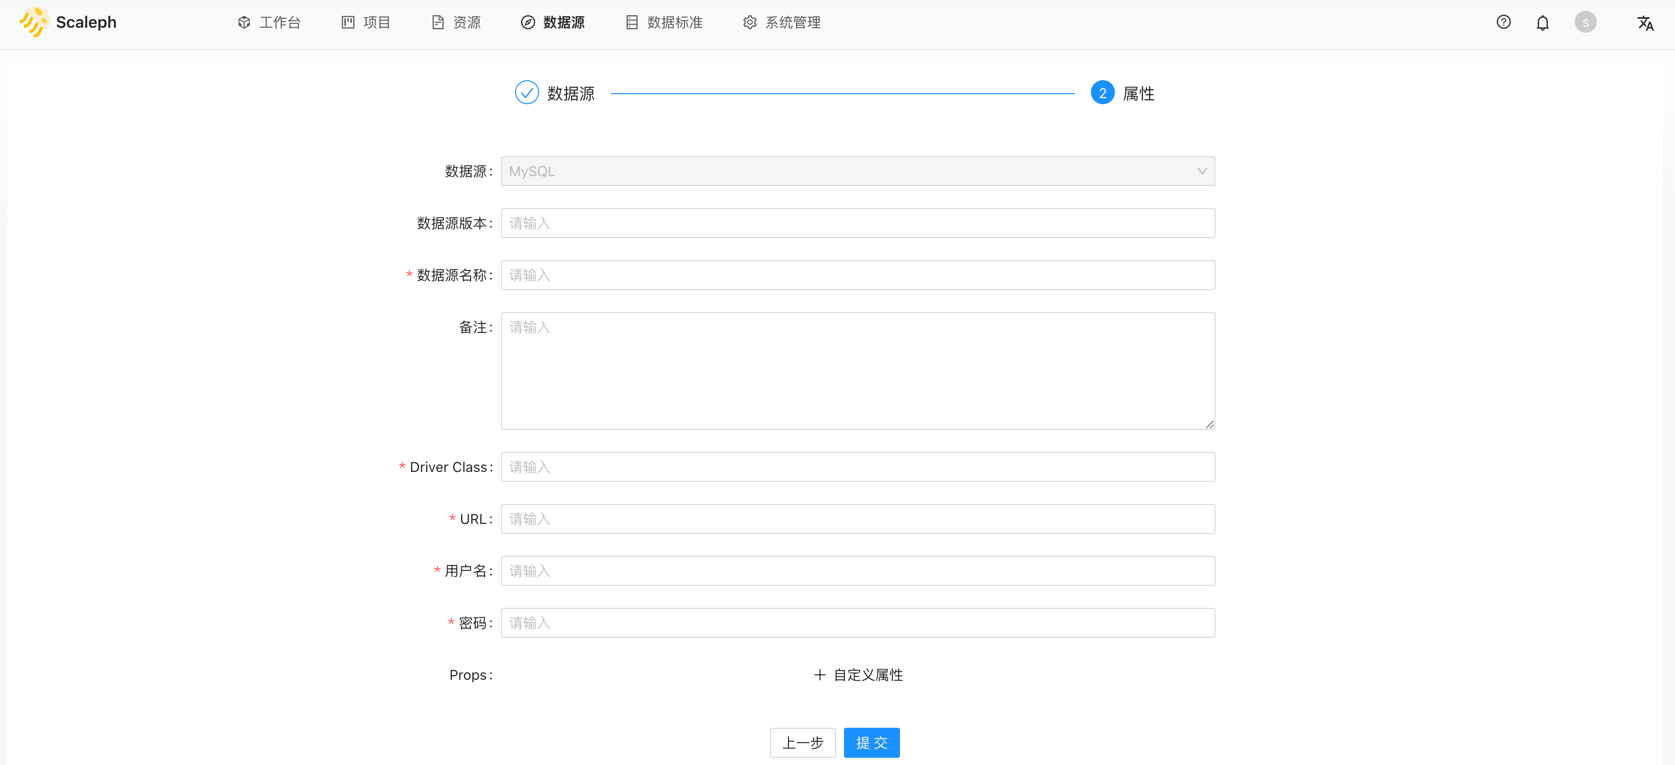 Scaleph 工作台 项目 资源 数据源 数据标准 系统管理 S
数据源 2 属性
数据源: MySQL
数据源版本: 请输入
* 数据源名称: 请输入
备注: 请输入
* Driver Class: 请输入
* URL: 请输入
* 用户名: 请输入
* 密码: 请输入
Props: + 自定义属性
上一步 提 交